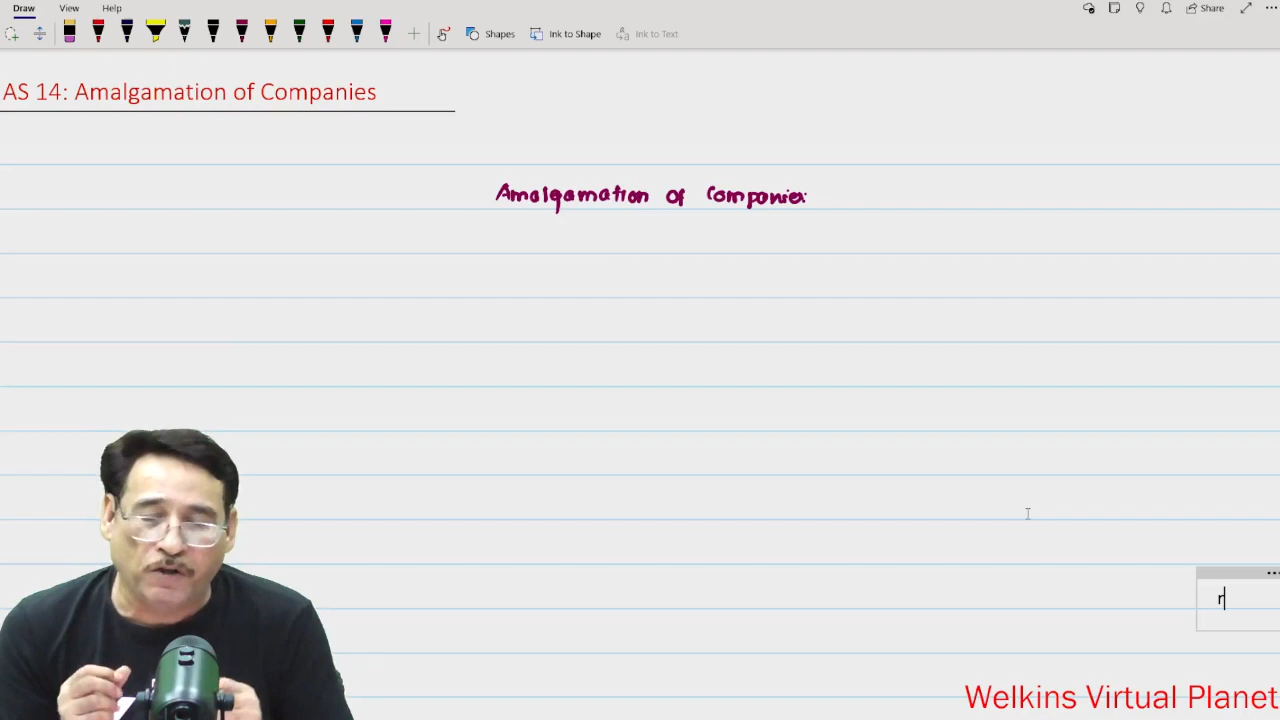 Draw View Help Share
Shapes Ink to Shape Ink to Text
AS 14: Amalgamation of Companies
Amalgamation of Companies
r
Welkins Virtual Planet